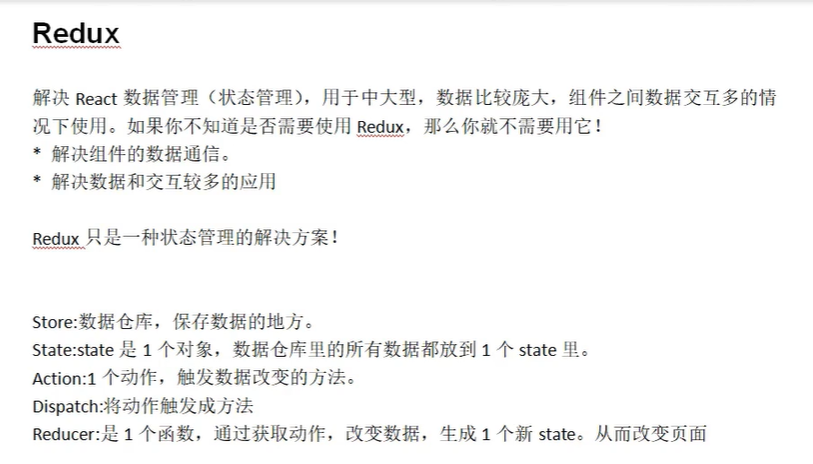 Redux
解决 React 数据管理（状态管理），用于中大型，数据比较庞大，组件之间数据交互多的情
况下使用。如果你不知道是否需要使用 Redux，那么你就不需要用它！
* 解决组件的数据通信。
* 解决数据和交互较多的应用
Redux 只是一种状态管理的解决方案！
Store:数据仓库，保存数据的地方。
State:state 是 1 个对象，数据仓库里的所有数据都放到 1 个 state 里。
Action:1 个动作，触发数据改变的方法。
Dispatch:将动作触发成方法
Reducer:是 1 个函数，通过获取动作，改变数据，生成 1 个新 state。从而改变页面